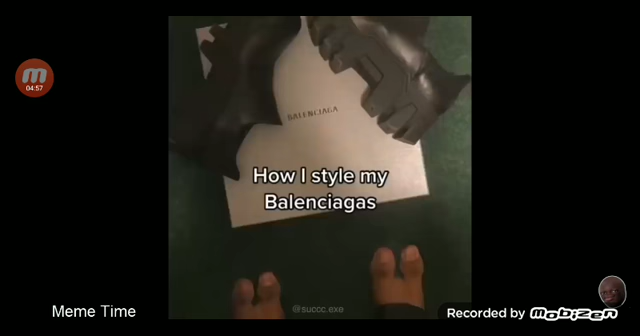 m
04:57
BALENCIAGA
How I style my
Balenciagas
@succc.exe
Meme Time
Recorded by mobizen